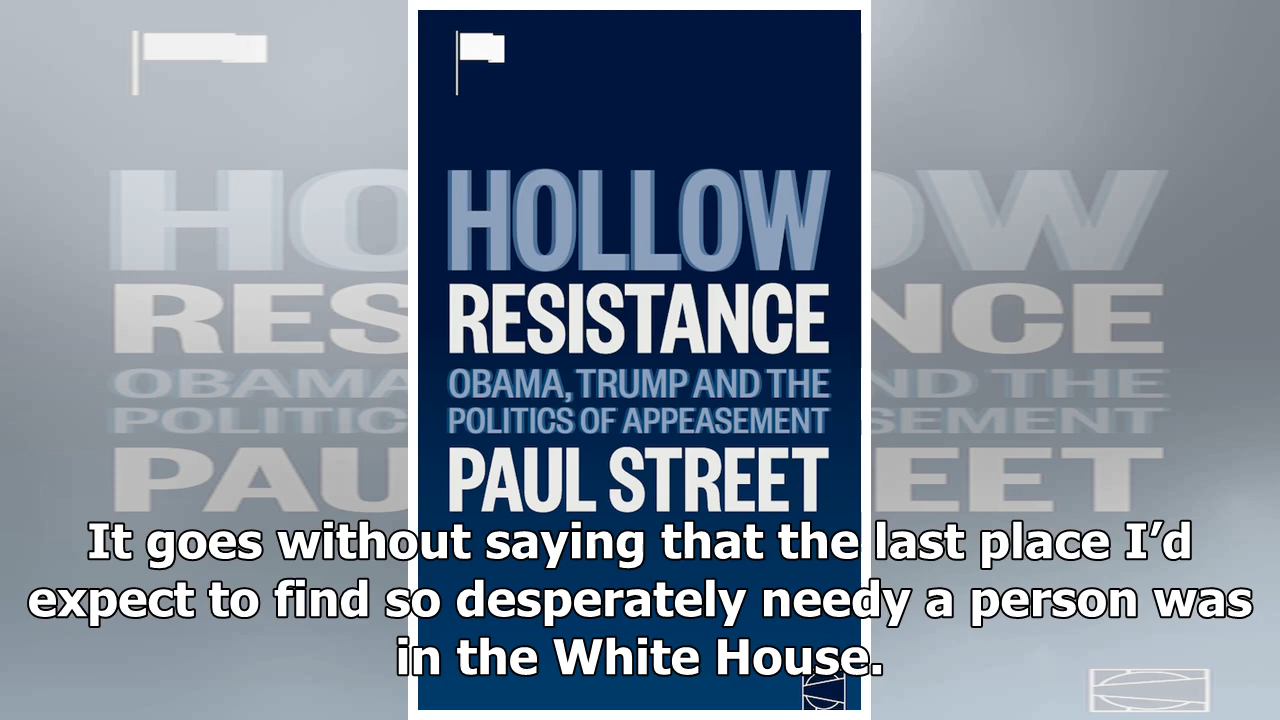 HOLLOW
RESISTANCE
OBAMA, TRUMP AND THE
POLITICS OF APPEASEMENT
PAUL STREET
It goes without saying that the last place I’d
expect to find so desperately needy a person was
in the White House.